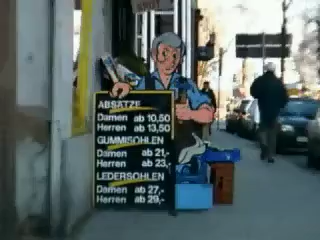 ABSÄTZE
Damen ab 10,50
Herren ab 13,50
GUMMISOHLEN
Damen ab 21,-
Herren ab 23,-
LEDERSOHLEN
Damen ab 27,-
Herren ab 29,-